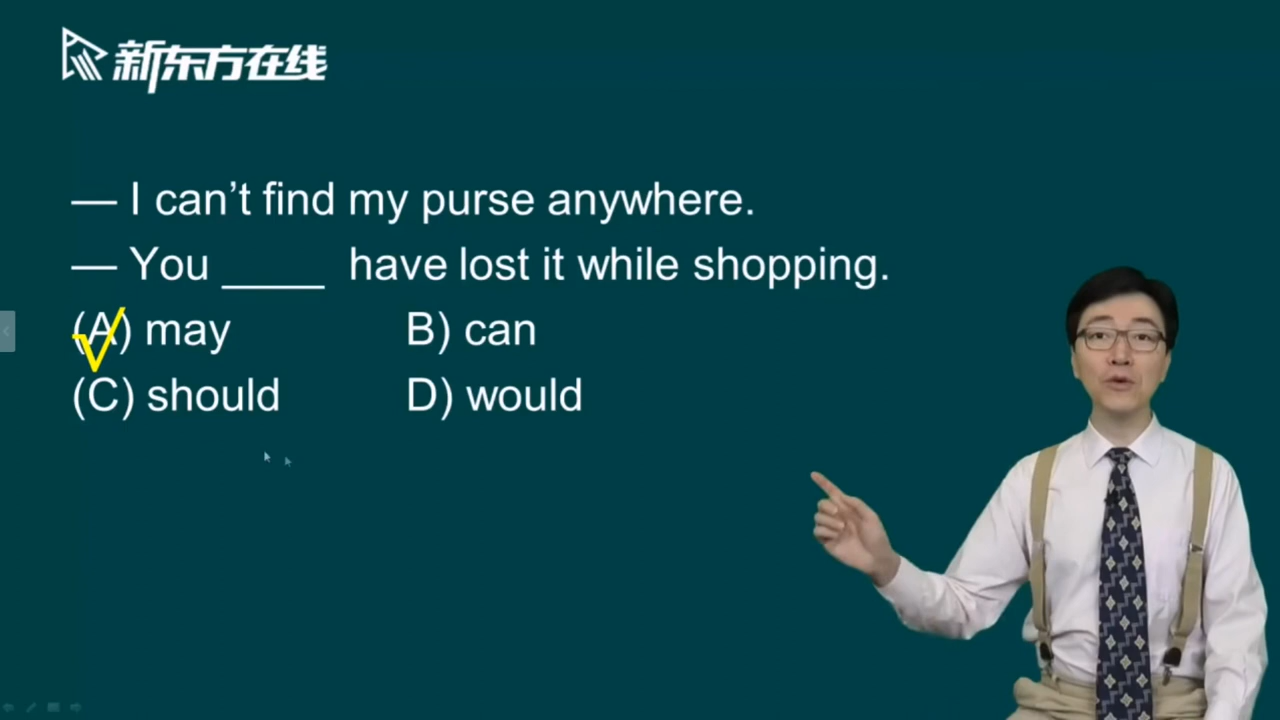 新东方在线
— I can’t find my purse anywhere.
— You ____ have lost it while shopping.
(A) may B) can
(C) should D) would